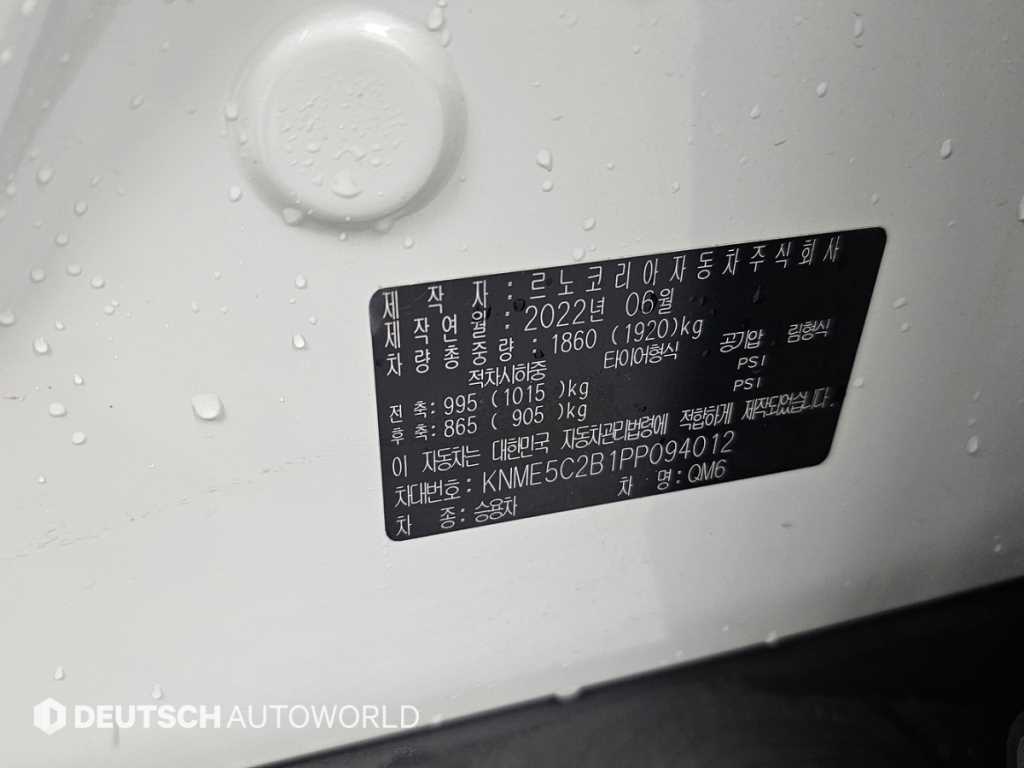 제 작 자 : 르노코리아자동차주식회사
제작연월 : 2022년 06월
차량총중량 : 1860 (1920)kg
적차시하중 타이어형식 공기압 림형식
전 축: 995 (1015 )kg PSI
후 축: 865 ( 905)kg PSI
이 자동차는 대한민국 자동차관리법령에 적합하게 제작되었습니다.
차대번호: KNME5C2B1PP094012
차 종: 승용차 차 명: QM6
DEUTSCH AUTOWORLD